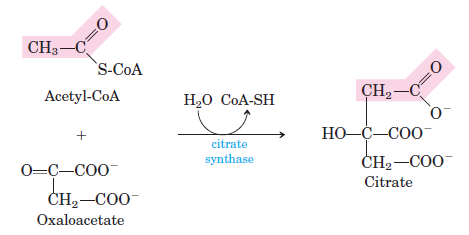 O
CH₃—C
S-CoA
Acetyl-CoA
+
O=C—COO⁻
CH₂—COO⁻
Oxaloacetate
H₂O CoA-SH
citrate
synthase
O
CH₂—C
O⁻
HO—C—COO⁻
CH₂—COO⁻
Citrate